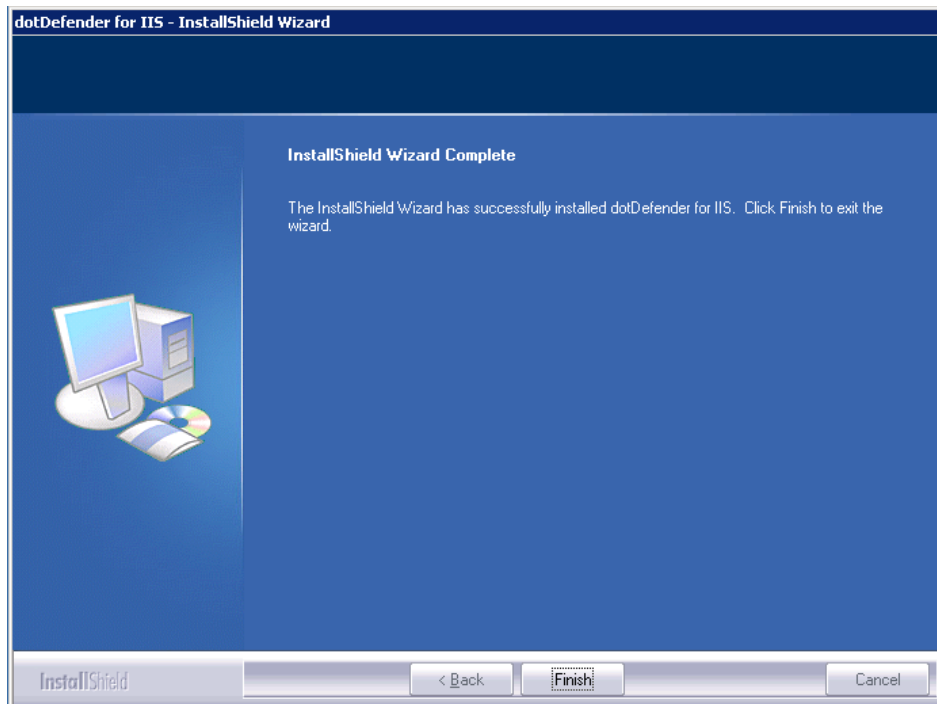 dotDefender for IIS - InstallShield Wizard
InstallShield Wizard Complete
The InstallShield Wizard has successfully installed dotDefender for IIS. Click Finish to exit the
wizard.
InstallShield
< Back Finish Cancel